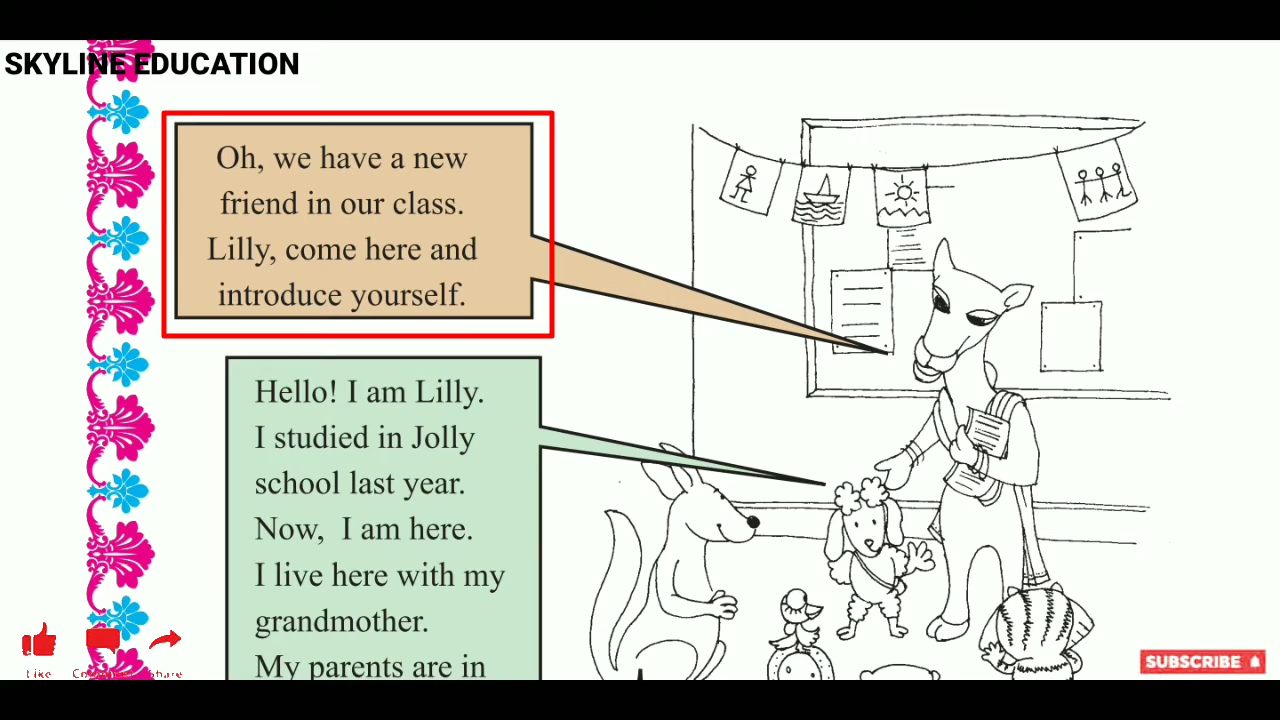 SKYLINE EDUCATION
Oh, we have a new
friend in our class.
Lilly, come here and
introduce yourself.
Hello! I am Lilly.
I studied in Jolly
school last year.
Now, I am here.
I live here with my
grandmother.
My parents are in
Like
Share
SUBSCRIBE